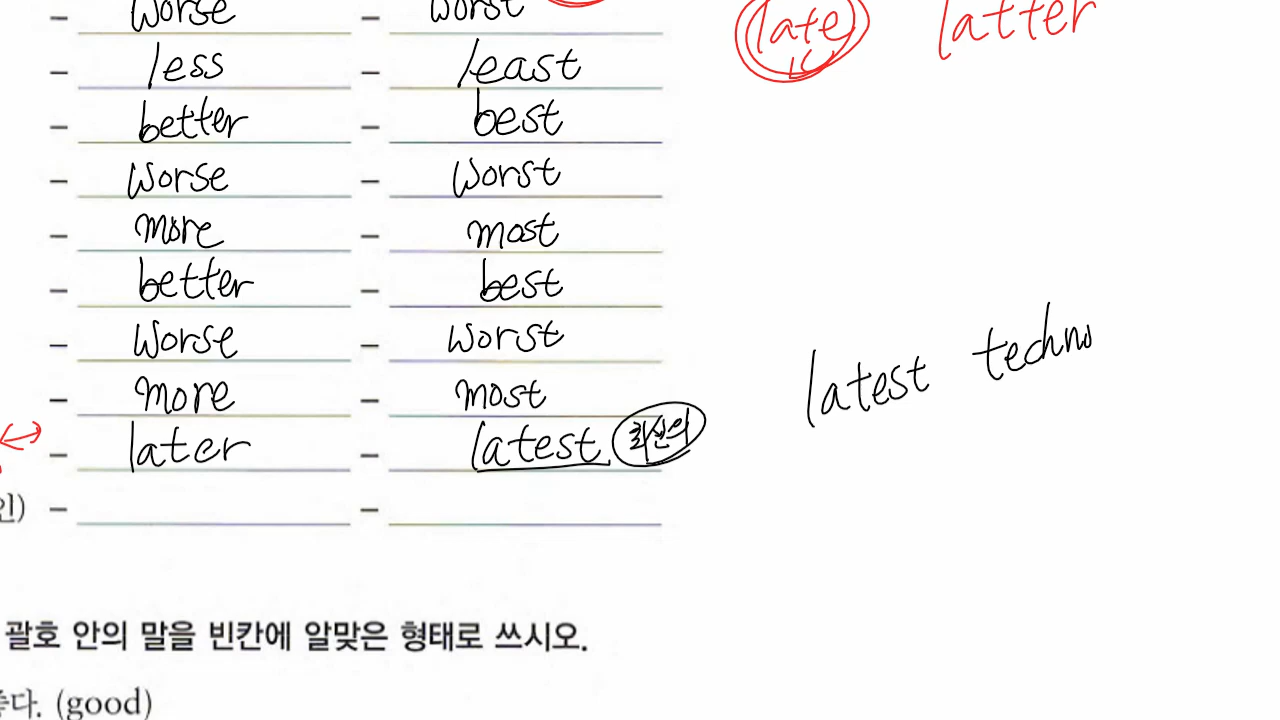 worse - worst late latter
- less - least
- better - best
- worse - worst
- more - most
- better - best
- worse - worst
- more - most
latest techno
- later - latest 최신의
인) - -
괄호 안의 말을 빈칸에 알맞은 형태로 쓰시오.
좋다. (good)